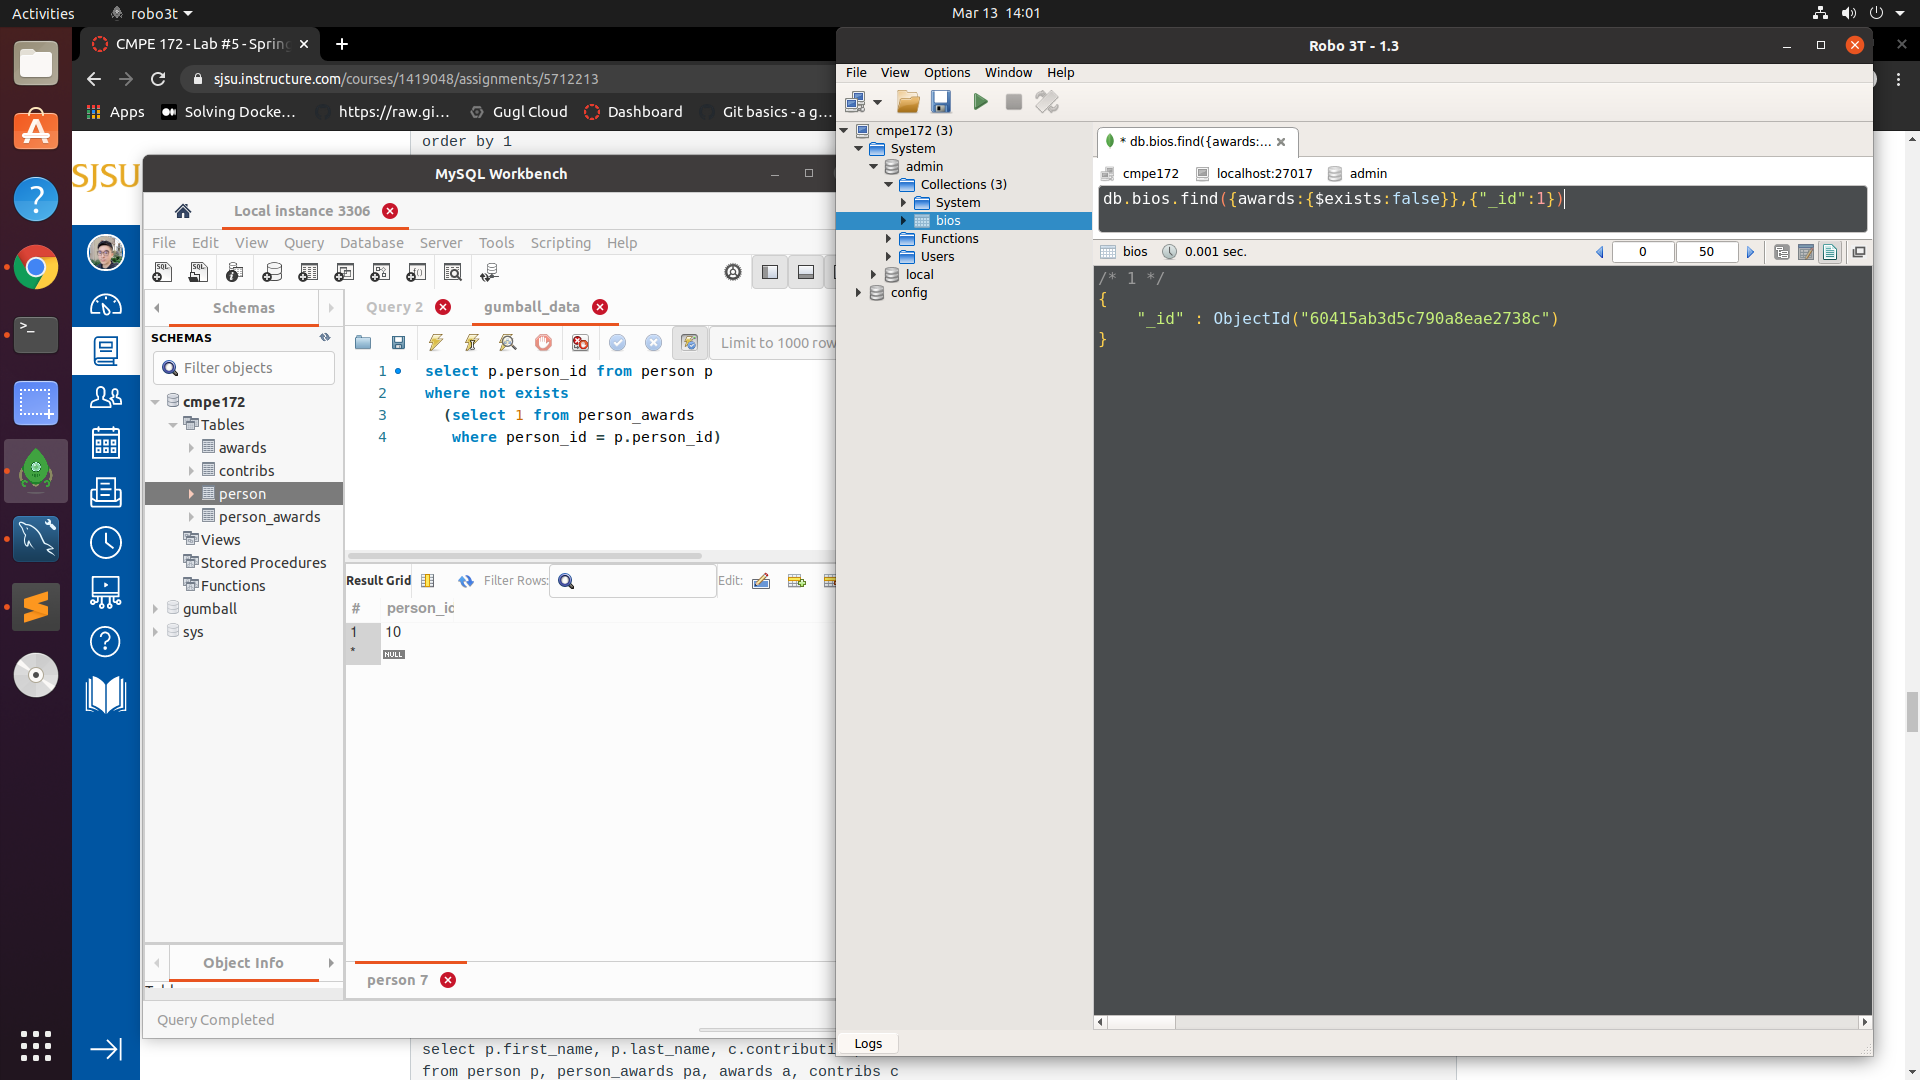 Activities
robo3t
Mar 13 14:01
CMPE 172 - Lab #5 - Spring
sjsu.instructure.com/courses/1419048/assignments/5712213
Apps
Solving Docke...
https://raw.gi...
Gugl Cloud
Dashboard
Git basics - a g...
order by 1
SJSU
MySQL Workbench
Local instance 3306
File Edit View Query Database Server Tools Scripting Help
Schemas
Query 2
gumball_data
SCHEMAS
Limit to 1000 row
Filter objects
cmpe172
Tables
awards
contribs
person
person_awards
Views
Stored Procedures
Functions
gumball
sys
1 select p.person_id from person p
2 where not exists
3 (select 1 from person_awards
4 where person_id = p.person_id)
Result Grid
Filter Rows:
Edit:
# person_id
1 10
* NULL
Object Info
person 7
Query Completed
select p.first_name, p.last_name, c.contributi
from person p, person_awards pa, awards a, contribs c
Robo 3T - 1.3
File View Options Window Help
cmpe172 (3)
System
admin
Collections (3)
System
bios
Functions
Users
local
config
* db.bios.find({awards:...
cmpe172 localhost:27017 admin
db.bios.find({awards:{$exists:false}},{"_id":1})
bios 0.001 sec.
0 50
/* 1 */
{
"_id" : ObjectId("60415ab3d5c790a8eae2738c")
}
Logs